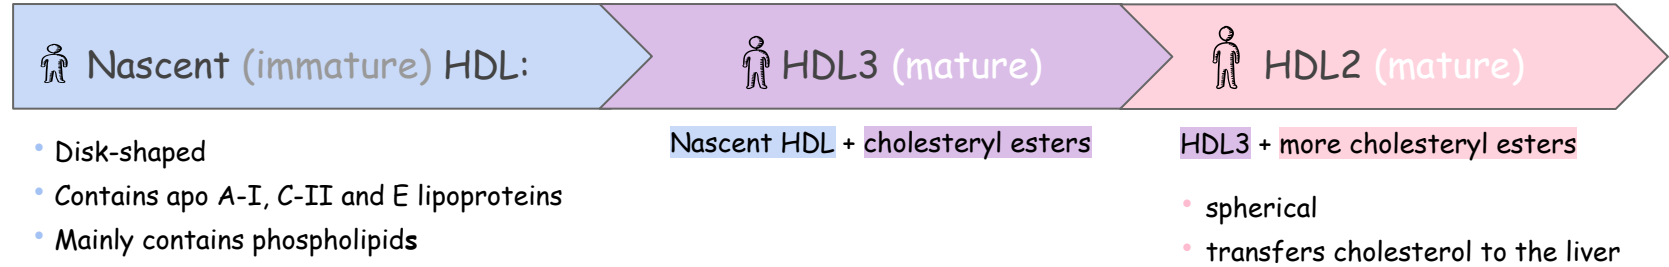 Nascent (immature) HDL:
Disk-shaped
Contains apo A-I, C-II and E lipoproteins
Mainly contains phospholipids
HDL3 (mature)
Nascent HDL + cholesteryl esters
HDL2 (mature)
HDL3 + more cholesteryl esters
spherical
transfers cholesterol to the liver